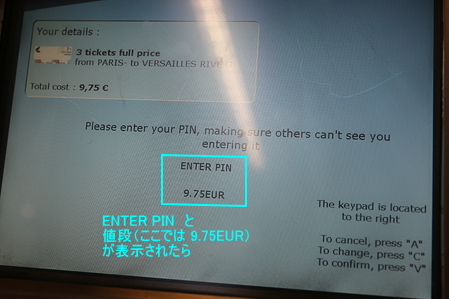 Your details :
3 tickets full price
from PARIS- to VERSAILLES RIVE
Total cost : 9,75 €
Please enter your PIN, making sure others can't see you
entering it
ENTER PIN
9.75EUR
The keypad is located
to the right
To cancel, press "A"
To change, press "C"
To confirm, press "V"
ENTER PIN と
値段(ここでは 9.75EUR)
が表示されたら